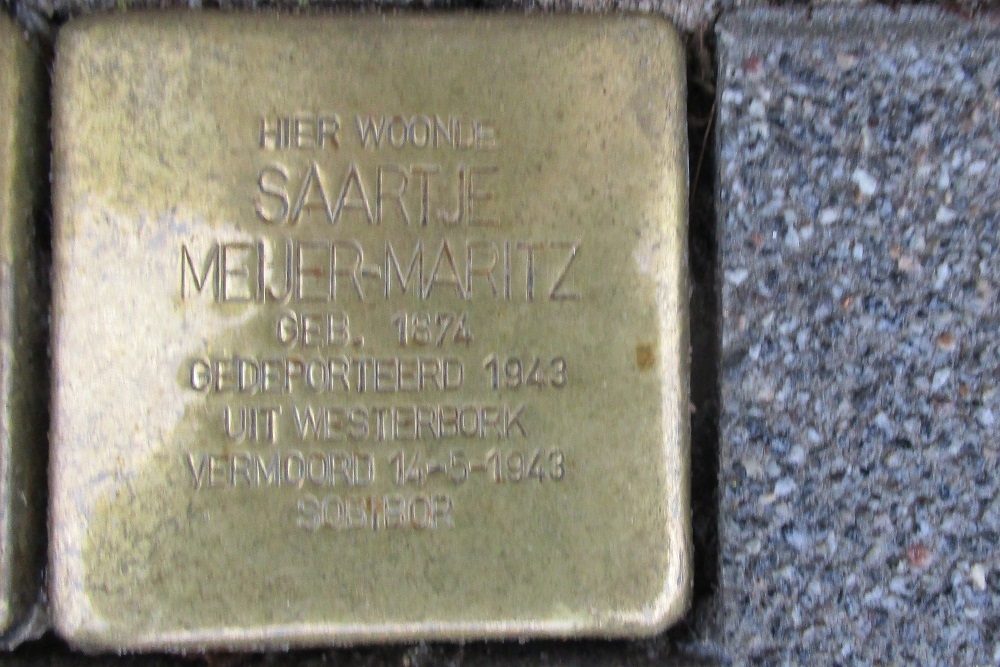 HIER WOONDE
SAARTJE
MEIJER-MARITZ
GEB. 1874
GEDEPORTEERD 1943
UIT WESTERBORK
VERMOORD 14-5-1943
SOBIBOR